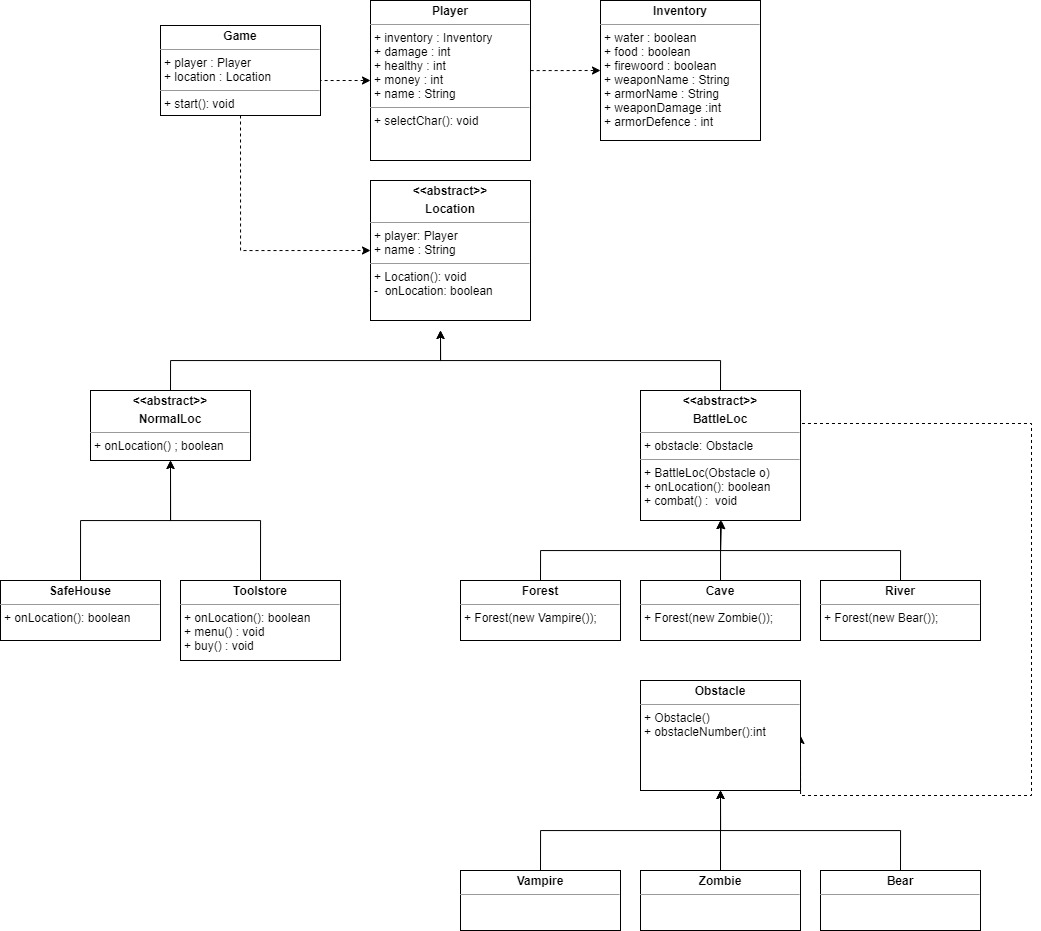 Game
+ player : Player
+ location : Location
+ start(): void
Player
+ inventory : Inventory
+ damage : int
+ healthy : int
+ money : int
+ name : String
+ selectChar(): void
Inventory
+ water : boolean
+ food : boolean
+ firewoord : boolean
+ weaponName : String
+ armorName : String
+ weaponDamage :int
+ armorDefence : int
<<abstract>>
Location
+ player: Player
+ name : String
+ Location(): void
- onLocation: boolean
<<abstract>>
NormalLoc
+ onLocation() ; boolean
<<abstract>>
BattleLoc
+ obstacle: Obstacle
+ BattleLoc(Obstacle o)
+ onLocation(): boolean
+ combat() : void
SafeHouse
+ onLocation(): boolean
Toolstore
+ onLocation(): boolean
+ menu() : void
+ buy() : void
Forest
+ Forest(new Vampire());
Cave
+ Forest(new Zombie());
River
+ Forest(new Bear());
Obstacle
+ Obstacle()
+ obstacleNumber():int
Vampire
Zombie
Bear